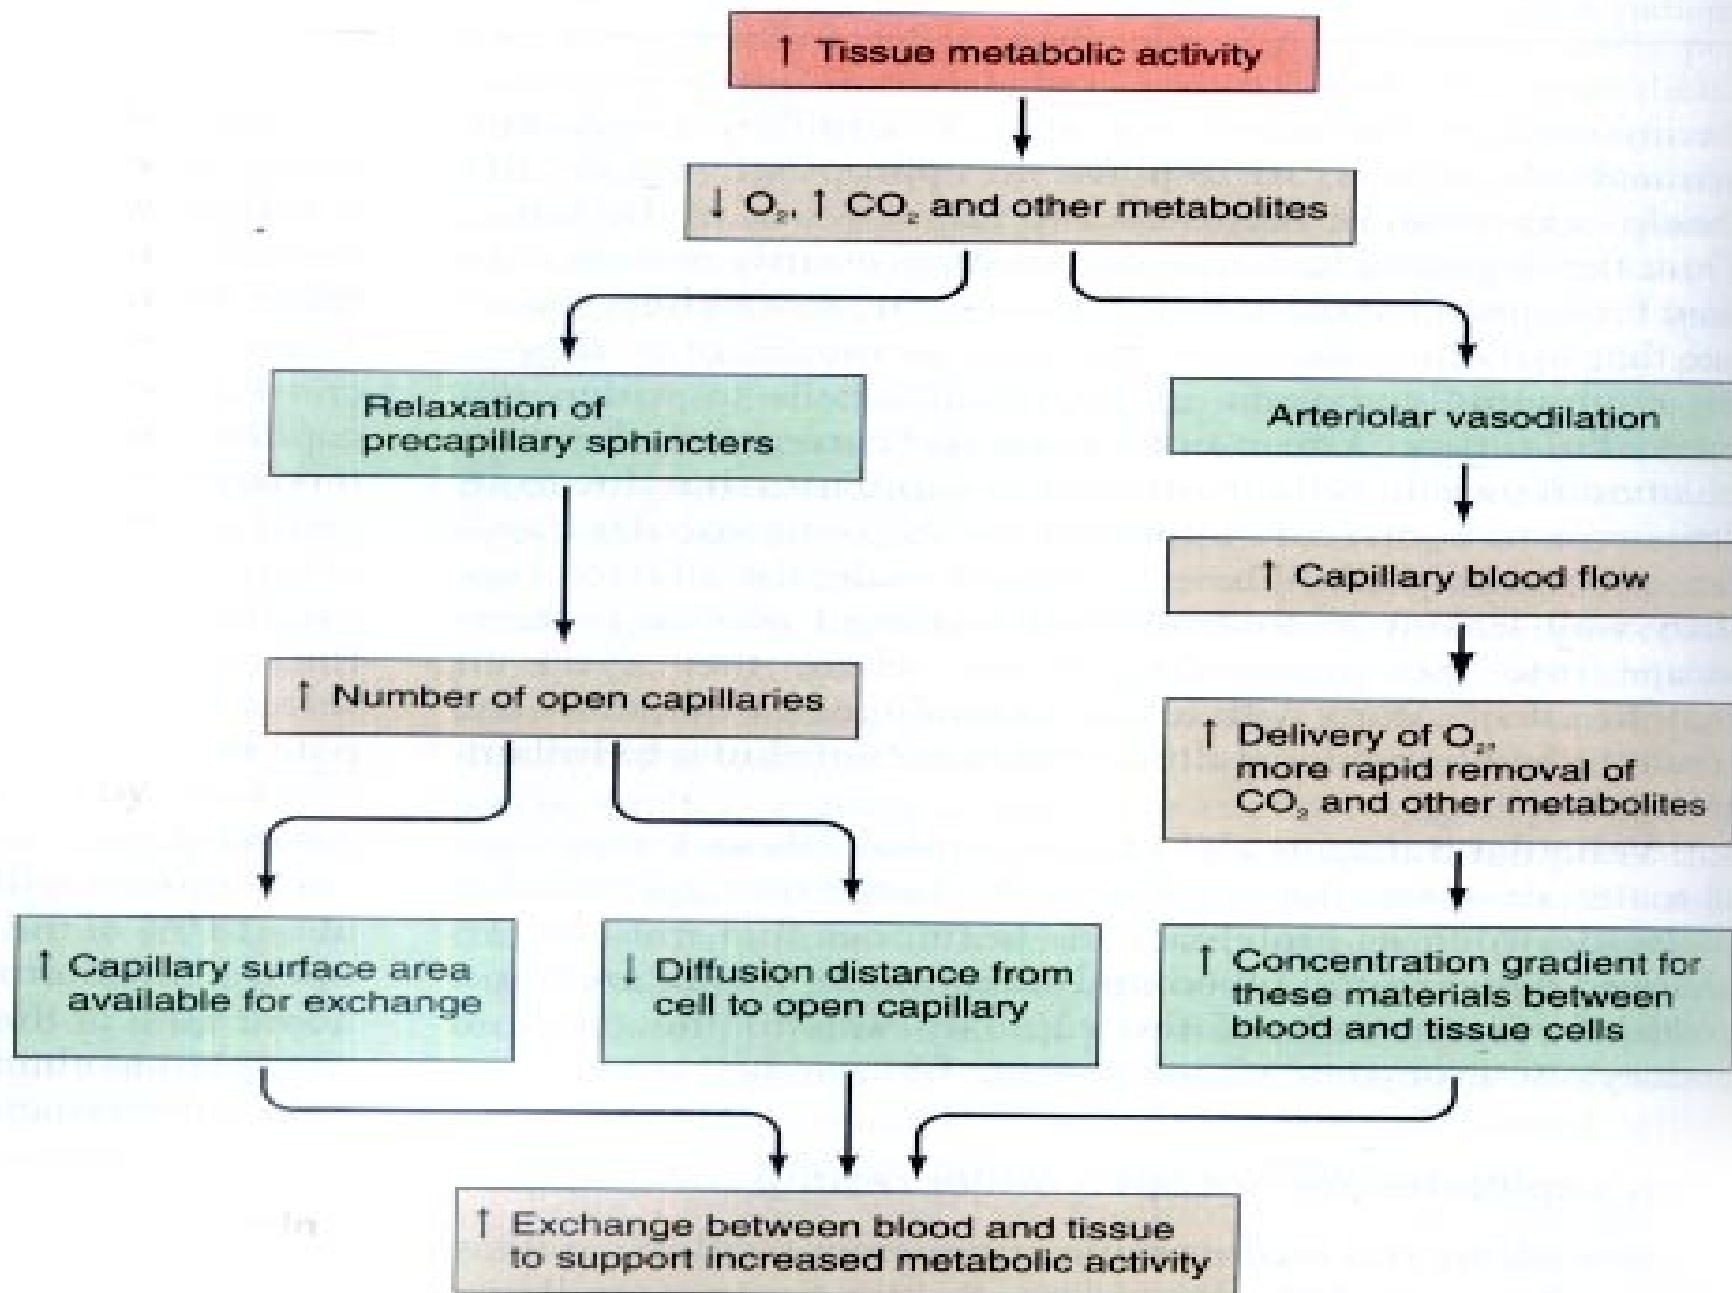 ↑ Tissue metabolic activity
↓ O₂, ↑ CO₂ and other metabolites
Relaxation of
precapillary sphincters
Arteriolar vasodilation
↑ Capillary blood flow
↑ Number of open capillaries
↑ Delivery of O₂,
more rapid removal of
CO₂ and other metabolites
↑ Capillary surface area
available for exchange
↓ Diffusion distance from
cell to open capillary
↑ Concentration gradient for
these materials between
blood and tissue cells
↑ Exchange between blood and tissue
to support increased metabolic activity